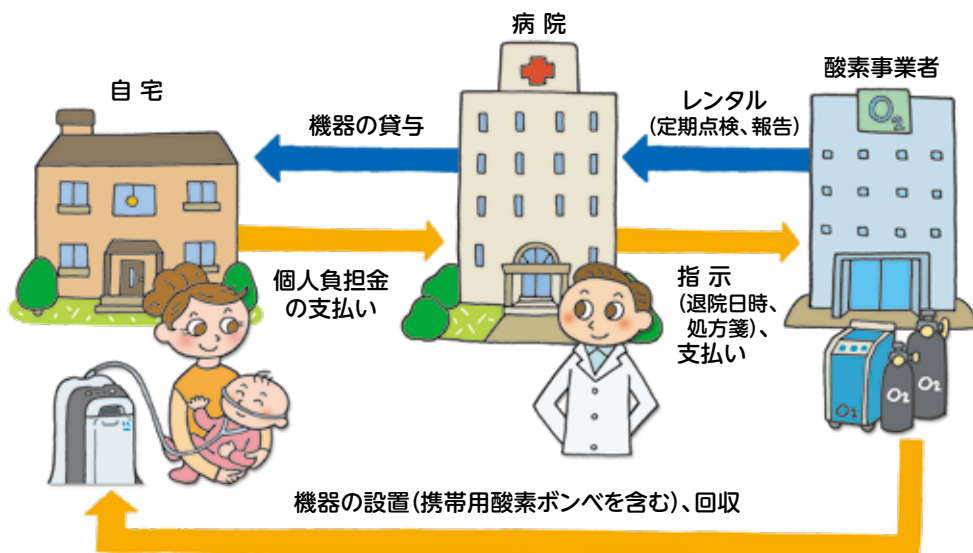 病 院
自 宅
酸素事業者
O₂
機器の貸与
レンタル
(定期点検、報告)
個人負担金
の支払い
指 示
(退院日時、
処方箋)、
支払い
O₂
O₂
O₂
機器の設置(携帯用酸素ボンベを含む)、回収